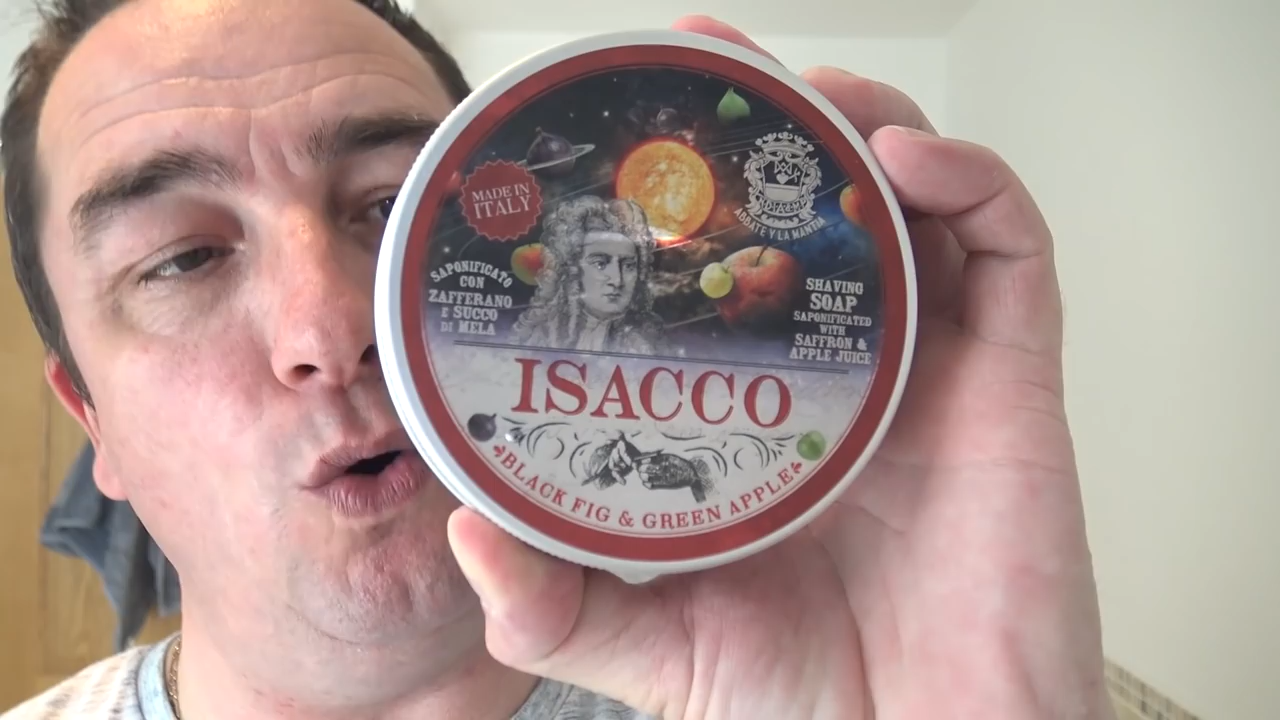 MADE IN
ITALY
ABBATE Y LA MANTIA
SAPONIFICATO
CON
ZAFFERANO
E SUCCO
DI MELA
SHAVING
SOAP
SAPONIFICATED
WITH
SAFFRON &
APPLE JUICE
ISACCO
BLACK FIG & GREEN APPLE